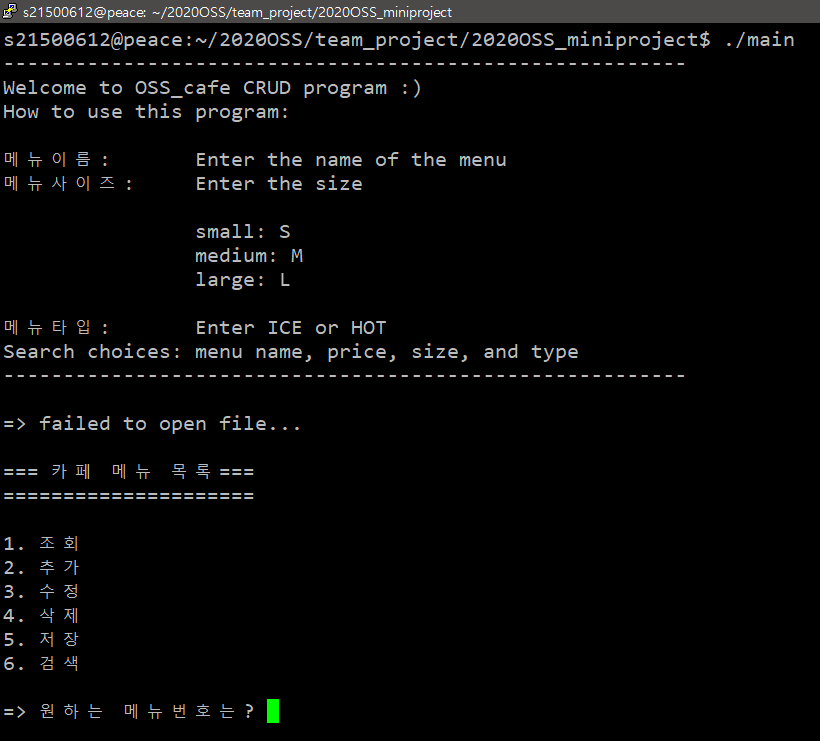 s21500612@peace: ~/2020OSS/team_project/2020OSS_miniproject
s21500612@peace:~/2020OSS/team_project/2020OSS_miniproject$ ./main
---------------------------------------------------------
Welcome to OSS_cafe CRUD program :)
How to use this program:
메뉴이름: Enter the name of the menu
메뉴사이즈: Enter the size
small: S
medium: M
large: L
메뉴타입: Enter ICE or HOT
Search choices: menu name, price, size, and type
---------------------------------------------------------
=> failed to open file...
=== 카페 메뉴 목록===
=====================
1. 조회
2. 추가
3. 수정
4. 삭제
5. 저장
6. 검색
=> 원하는 메뉴번호는?